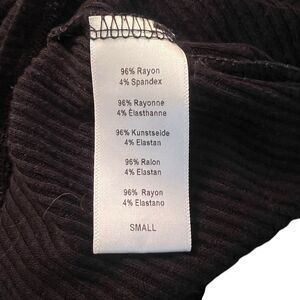 96% Rayon
4% Spandex
96% Rayonne
4% Élasthanne
96% Kunstseide
4% Elastan
96% Ralon
4% Elastan
96% Rayon
4% Elastano
SMALL